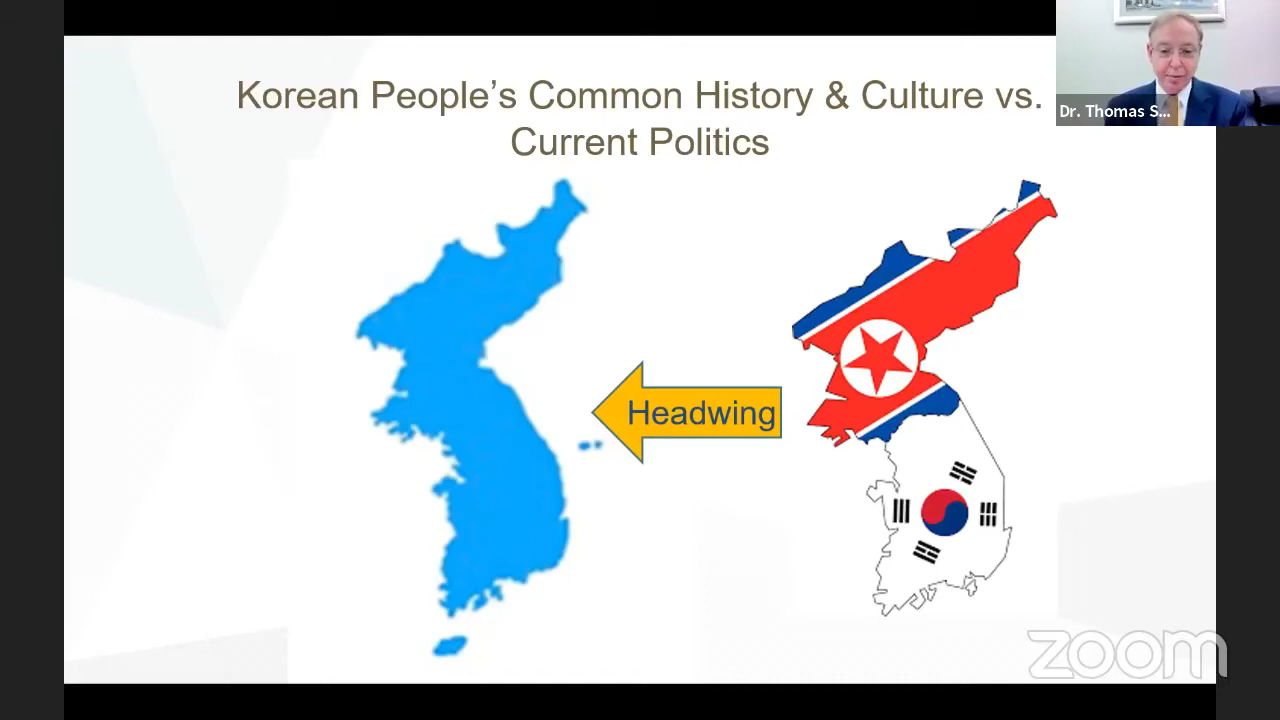 Korean People’s Common History & Culture vs.
Current Politics
Dr. Thomas S...
Headwing
zoom